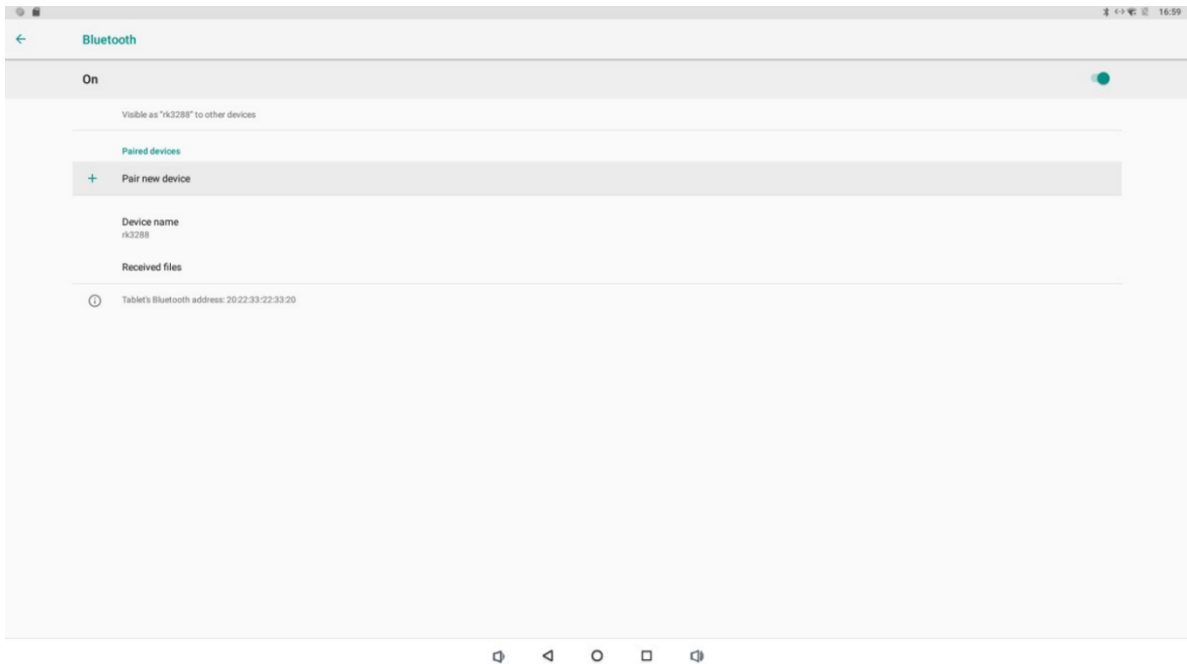 16:59
Bluetooth
On
Visible as "rk3288" to other devices
Paired devices
Pair new device
Device name
rk3288
Received files
Tablet's Bluetooth address: 20:22:33:22:33:20